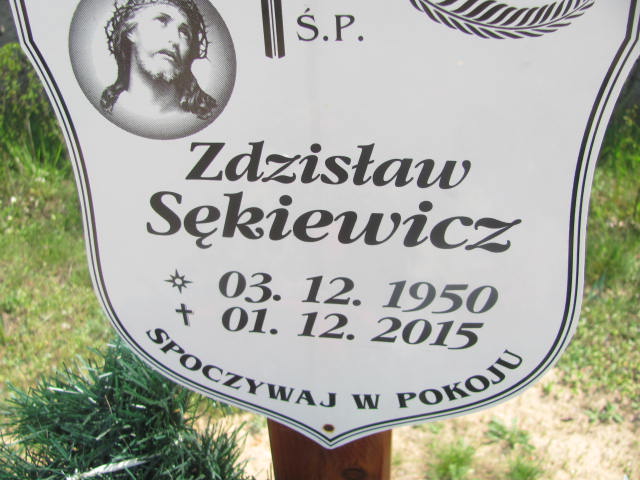 Ś.P.
Zdzisław
Sękiewicz
03. 12. 1950
01. 12. 2015
SPOCZYWAJ W POKOJU